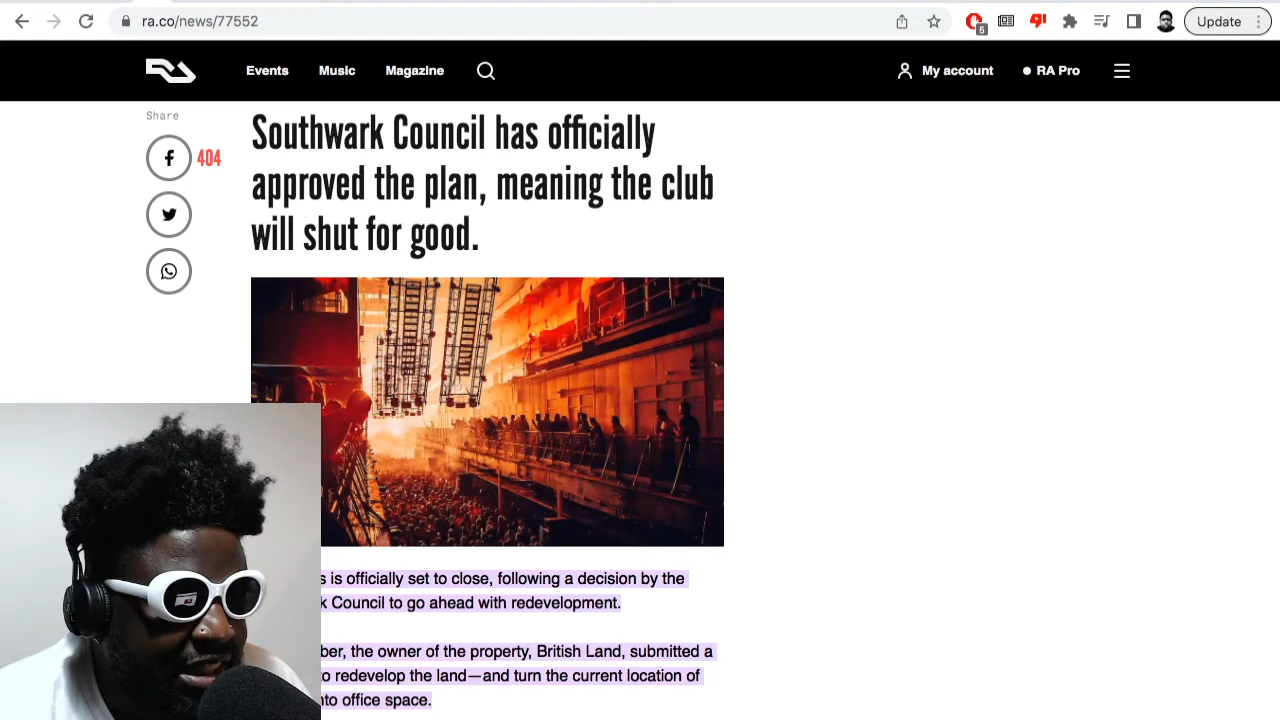 ra.co/news/77552
5
Update
Events
Music
Magazine
My account
RA Pro
Share
404
Southwark Council has officially
approved the plan, meaning the club
will shut for good.
s is officially set to close, following a decision by the
k Council to go ahead with redevelopment.
ber, the owner of the property, British Land, submitted a
to redevelop the land—and turn the current location of
nto office space.